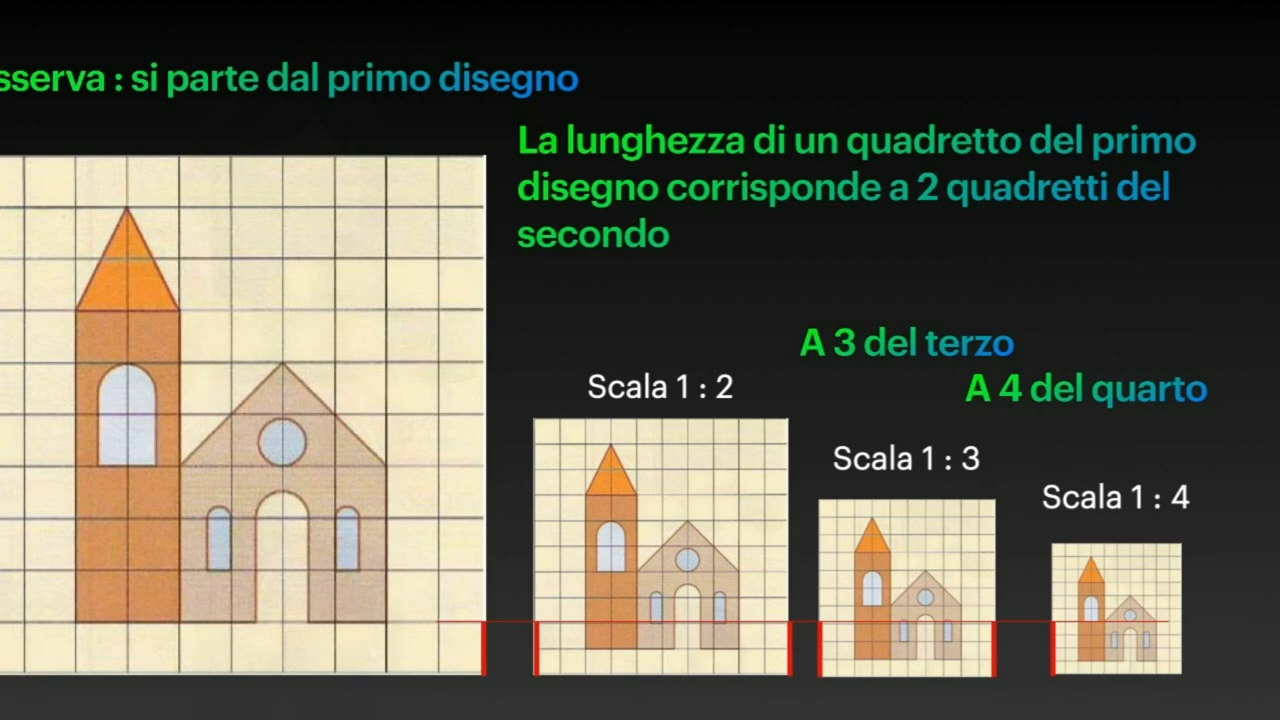 sserva : si parte dal primo disegno
La lunghezza di un quadretto del primo
disegno corrisponde a 2 quadretti del
secondo
A 3 del terzo
A 4 del quarto
Scala 1 : 2
Scala 1 : 3
Scala 1 : 4